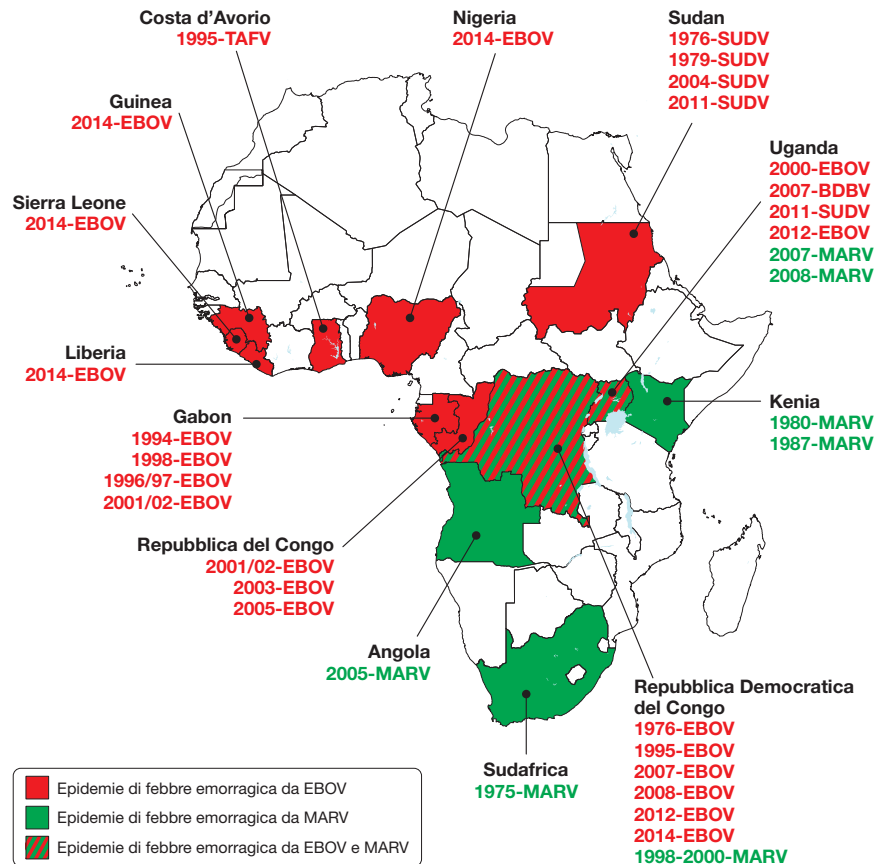 Costa d’Avorio
1995-TAFV
Nigeria
2014-EBOV
Sudan
1976-SUDV
1979-SUDV
2004-SUDV
2011-SUDV
Guinea
2014-EBOV
Uganda
2000-EBOV
2007-BDBV
2011-SUDV
2012-EBOV
2007-MARV
2008-MARV
Sierra Leone
2014-EBOV
Liberia
2014-EBOV
Kenia
1980-MARV
1987-MARV
Gabon
1994-EBOV
1998-EBOV
1996/97-EBOV
2001/02-EBOV
Repubblica del Congo
2001/02-EBOV
2003-EBOV
2005-EBOV
Angola
2005-MARV
Repubblica Democratica
del Congo
1976-EBOV
1995-EBOV
2007-EBOV
2008-EBOV
2012-EBOV
2014-EBOV
1998-2000-MARV
Sudafrica
1975-MARV
Epidemie di febbre emorragica da EBOV
Epidemie di febbre emorragica da MARV
Epidemie di febbre emorragica da EBOV e MARV